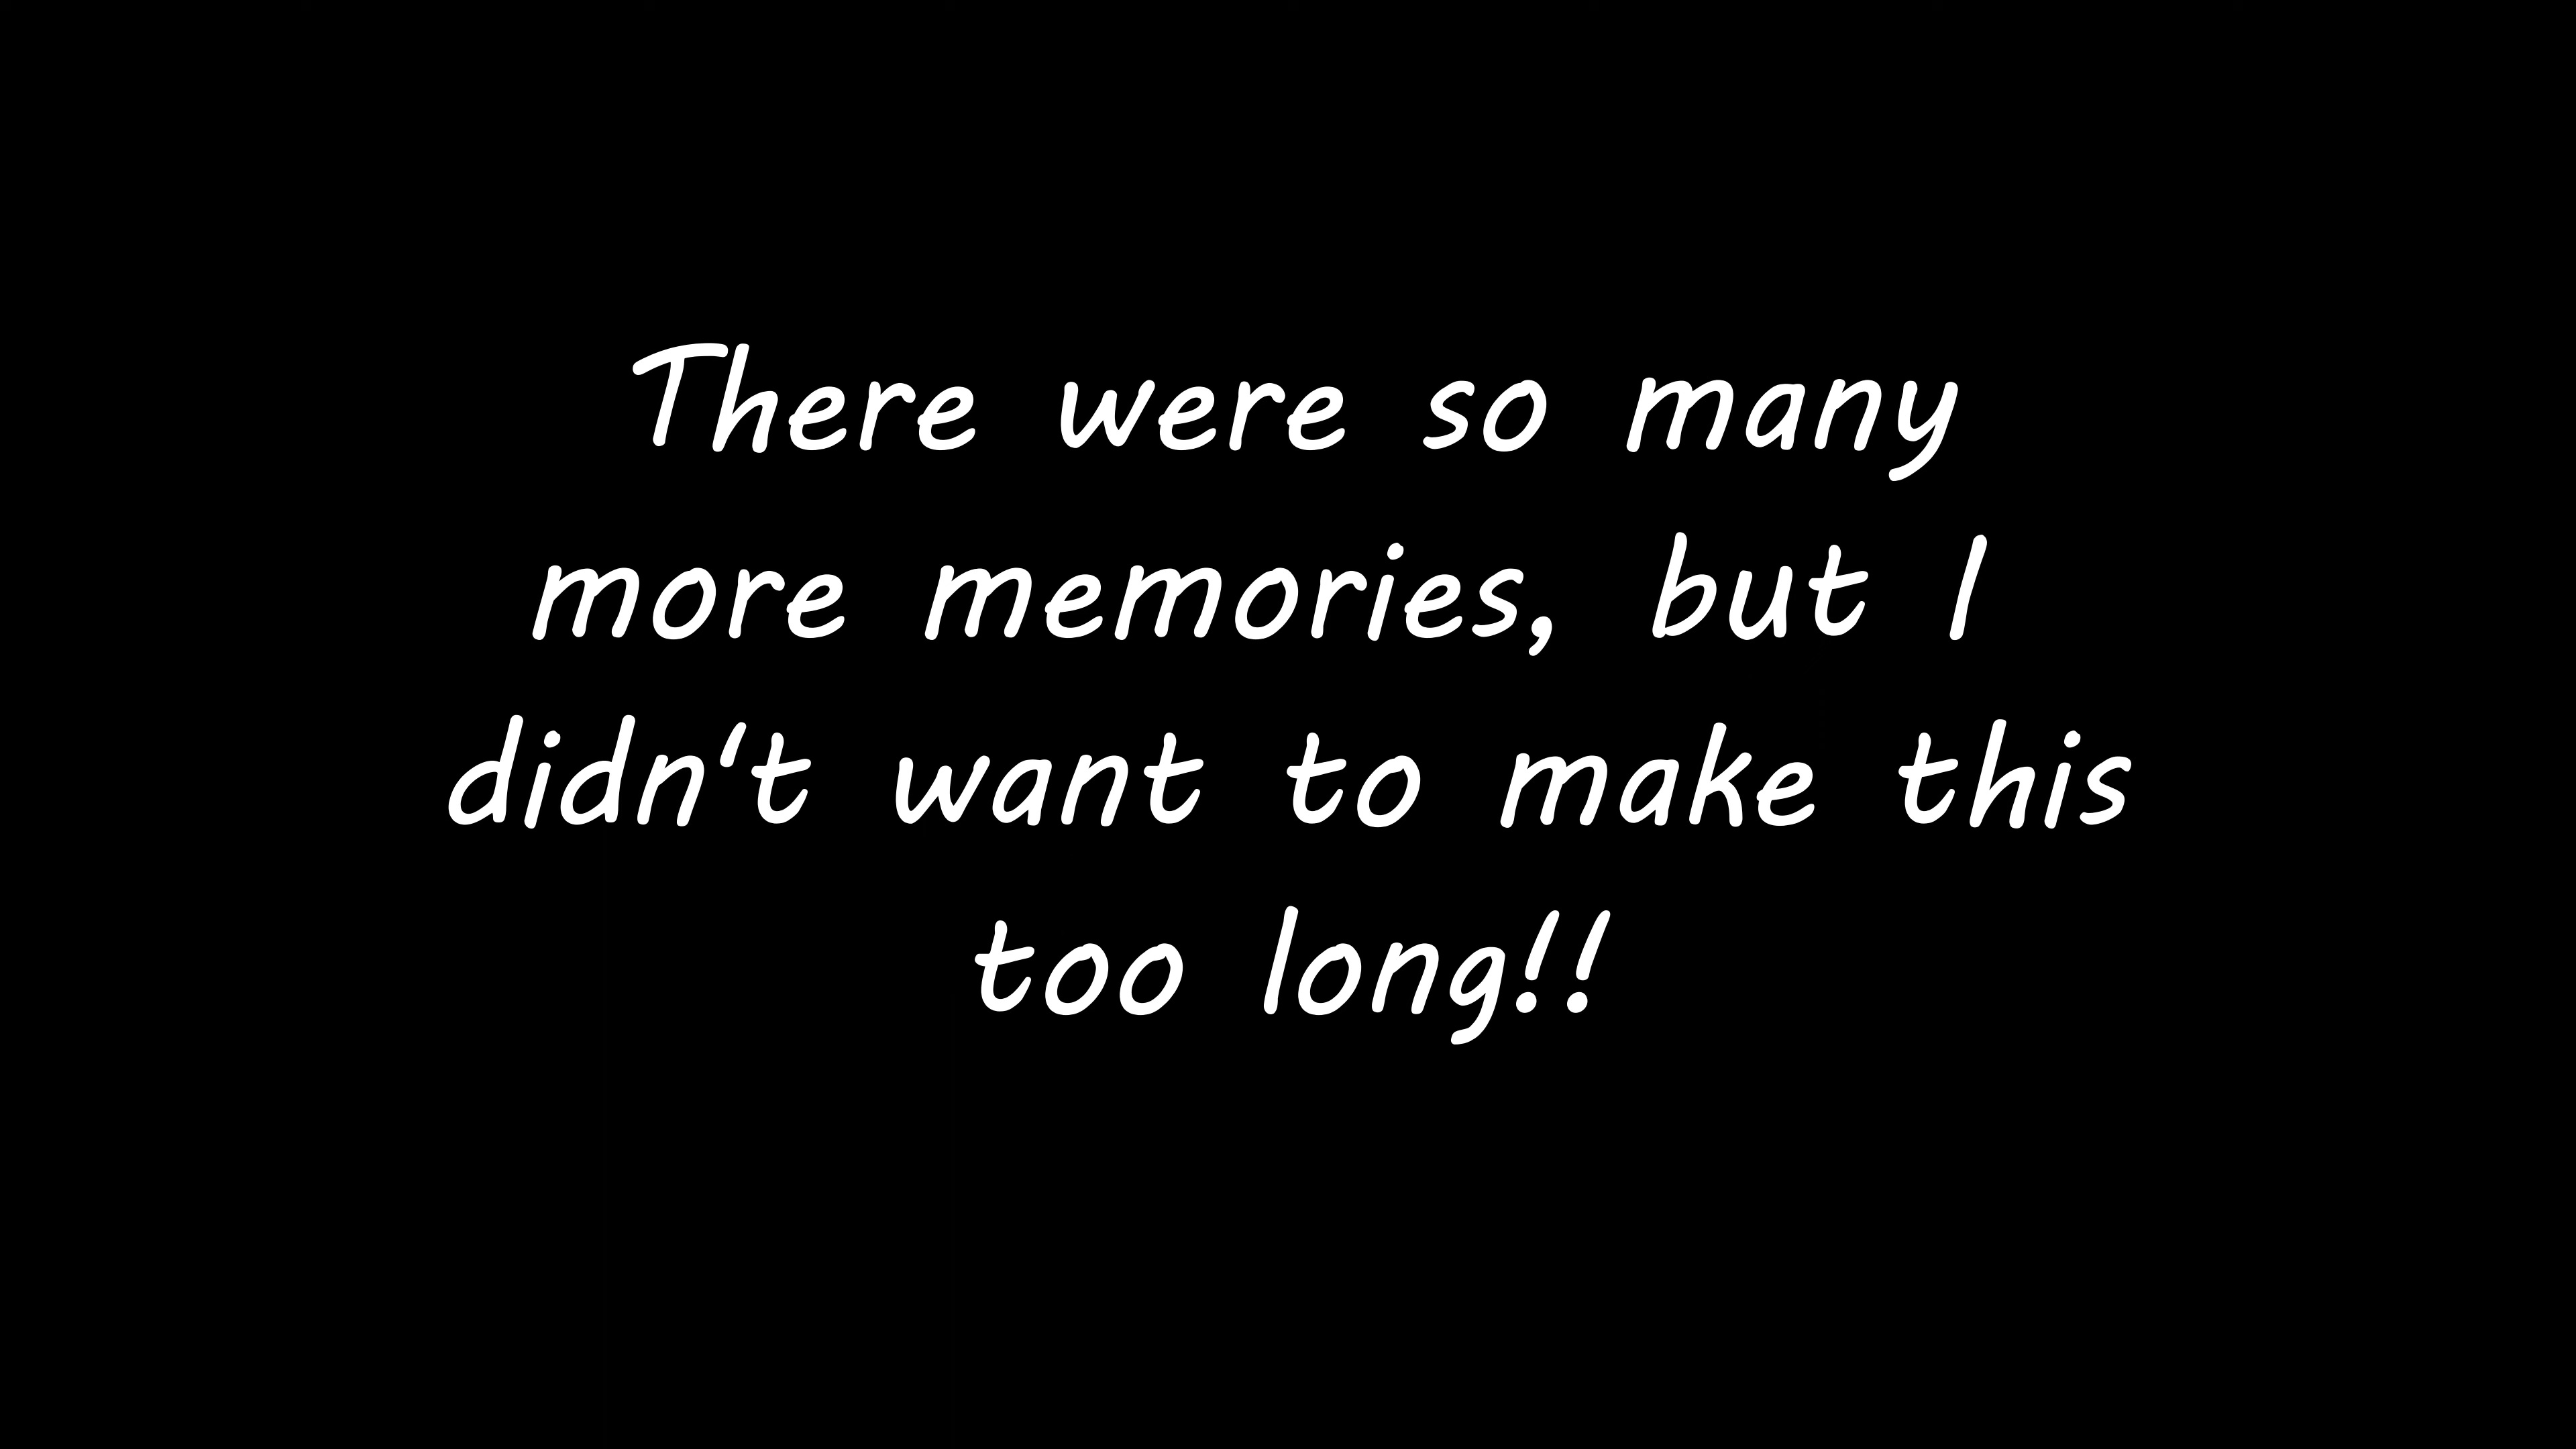 There were so many
more memories, but I
didn't want to make this
too long!!